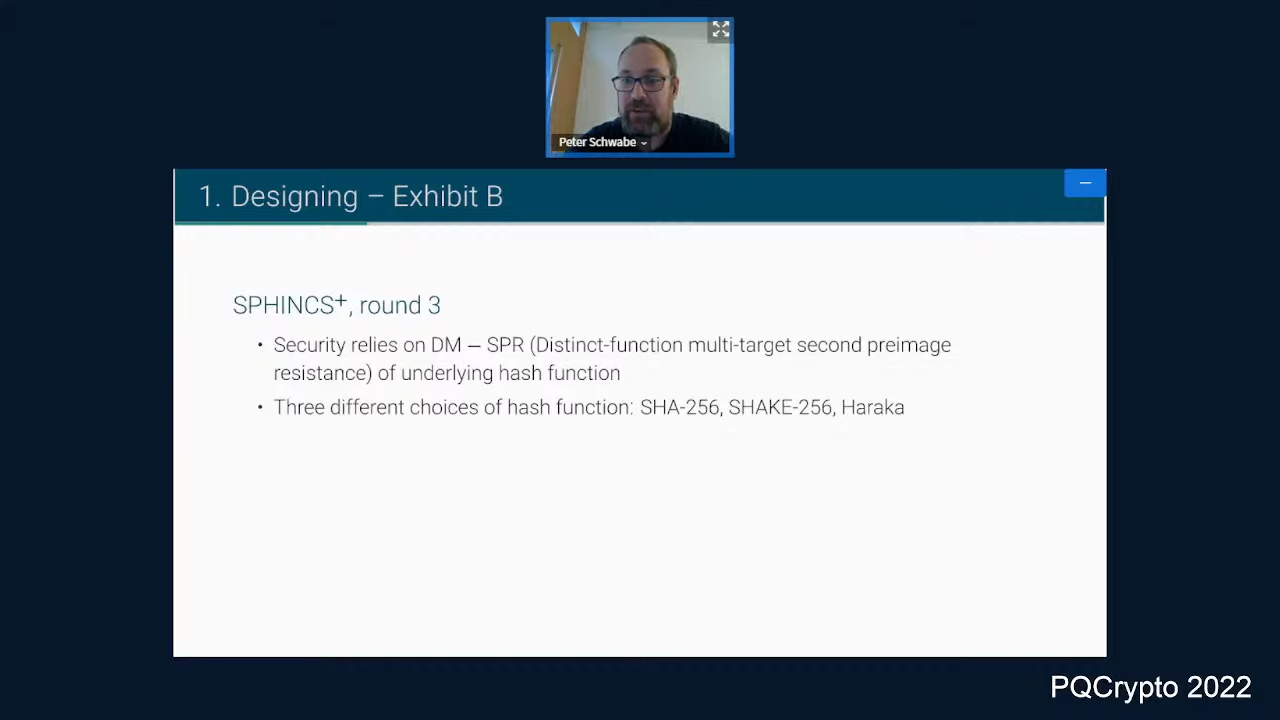 Peter Schwabe
1. Designing – Exhibit B
SPHINCS+, round 3
• Security relies on DM – SPR (Distinct-function multi-target second preimage
resistance) of underlying hash function
• Three different choices of hash function: SHA-256, SHAKE-256, Haraka
PQCrypto 2022